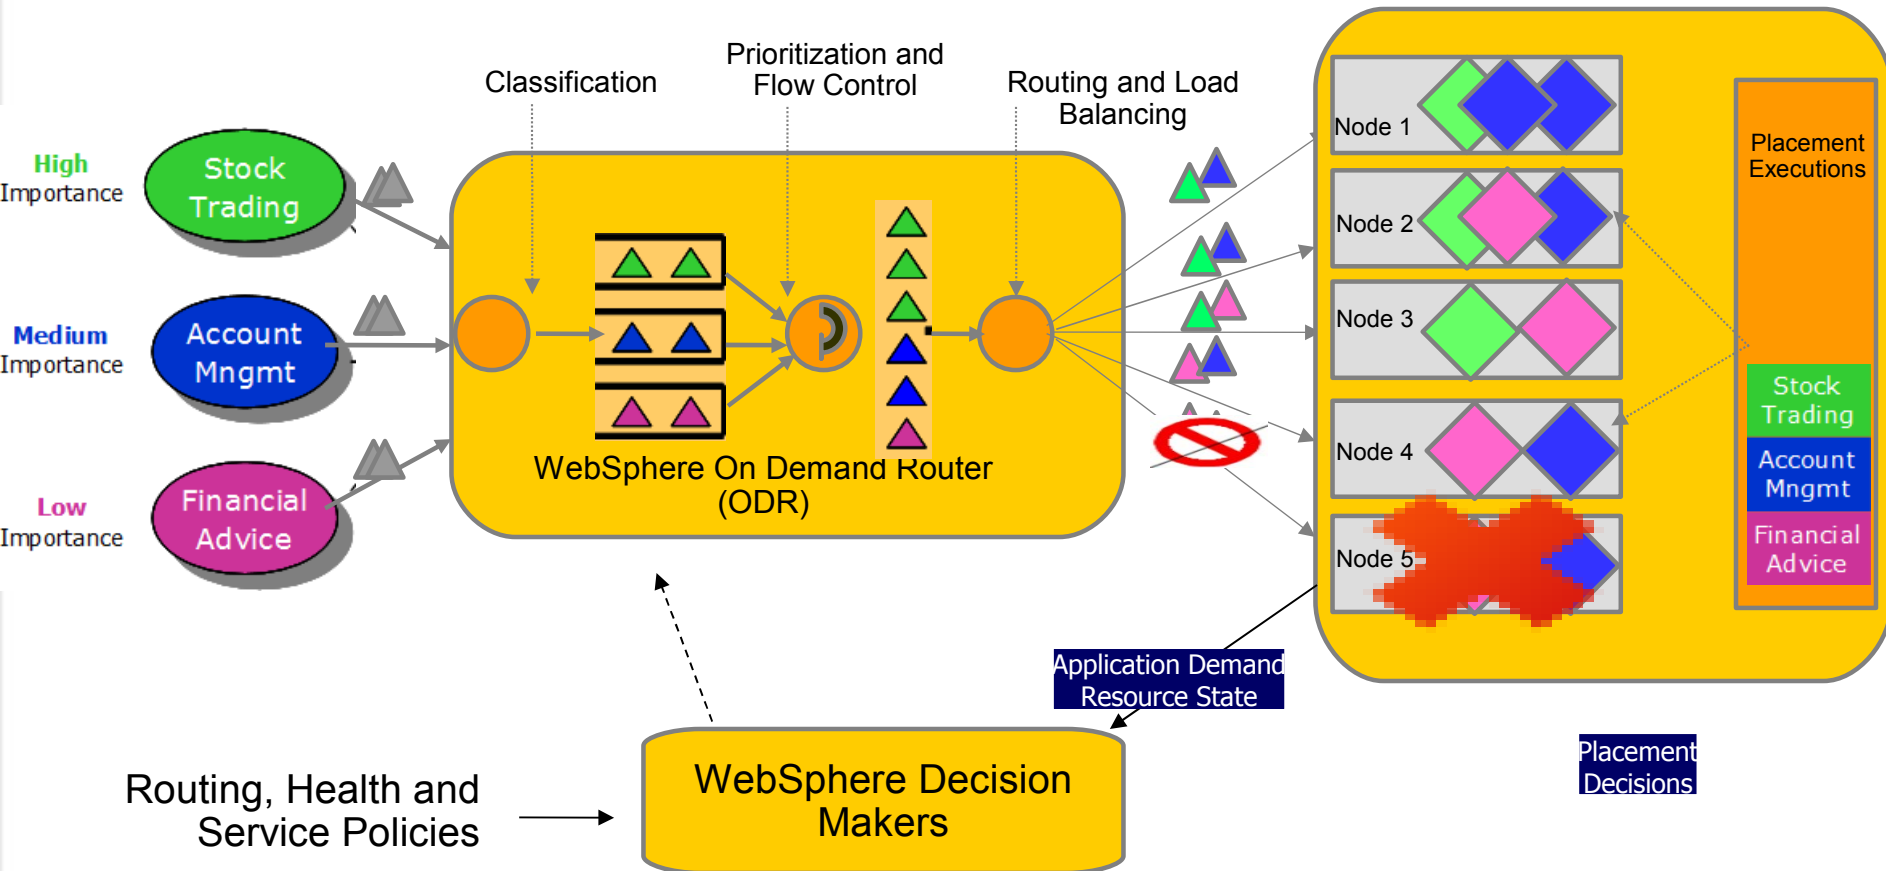 Classification
Prioritization and
Flow Control
Routing and Load
Balancing
High
Importance
Stock
Trading
Medium
Importance
Account
Mngmt
Low
Importance
Financial
Advice
WebSphere On Demand Router
(ODR)
Node 1
Node 2
Node 3
Node 4
Node 5
Placement
Executions
Stock
Trading
Account
Mngmt
Financial
Advice
Application Demand
Resource State
Placement
Decisions
Routing, Health and
Service Policies
WebSphere Decision
Makers